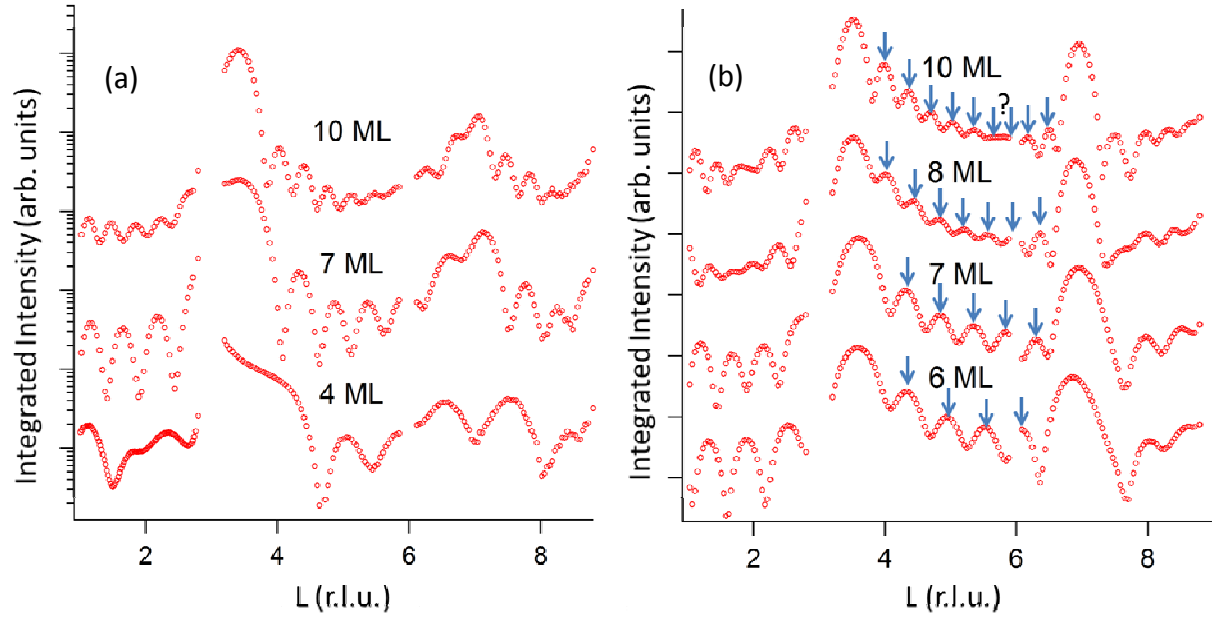 (a)
10 ML
7 ML
4 ML
Integrated Intensity (arb. units)
2
4
6
8
L (r.l.u.)
(b)
10 ML
?
8 ML
7 ML
6 ML
Integrated Intensity (arb. units)
2
4
6
8
L (r.l.u.)